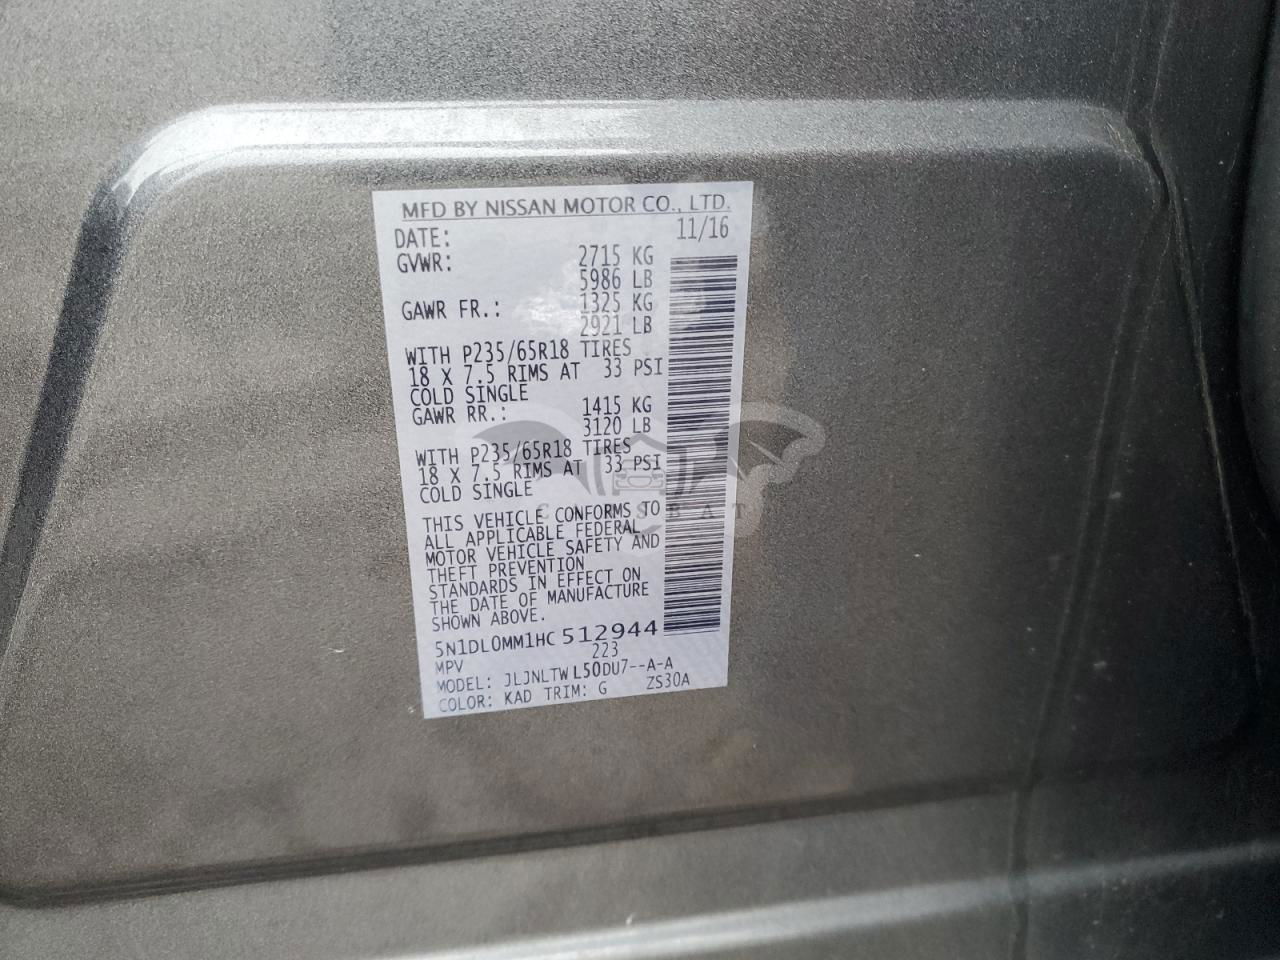 MFD BY NISSAN MOTOR CO., LTD.
DATE: 11/16
GVWR: 2715 KG
5986 LB
GAWR FR.: 1325 KG
2921 LB
WITH P235/65R18 TIRES
18 X 7.5 RIMS AT 33 PSI
COLD SINGLE
GAWR RR.: 1415 KG
3120 LB
WITH P235/65R18 TIRES
18 X 7.5 RIMS AT 33 PSI
COLD SINGLE
THIS VEHICLE CONFORMS TO
ALL APPLICABLE FEDERAL
MOTOR VEHICLE SAFETY AND
THEFT PREVENTION
STANDARDS IN EFFECT ON
THE DATE OF MANUFACTURE
SHOWN ABOVE.
5N1DL0MM1HC512944
MPV 223
MODEL: JLJNLTWL50DU7--A-A
COLOR: KAD TRIM: G ZS30A